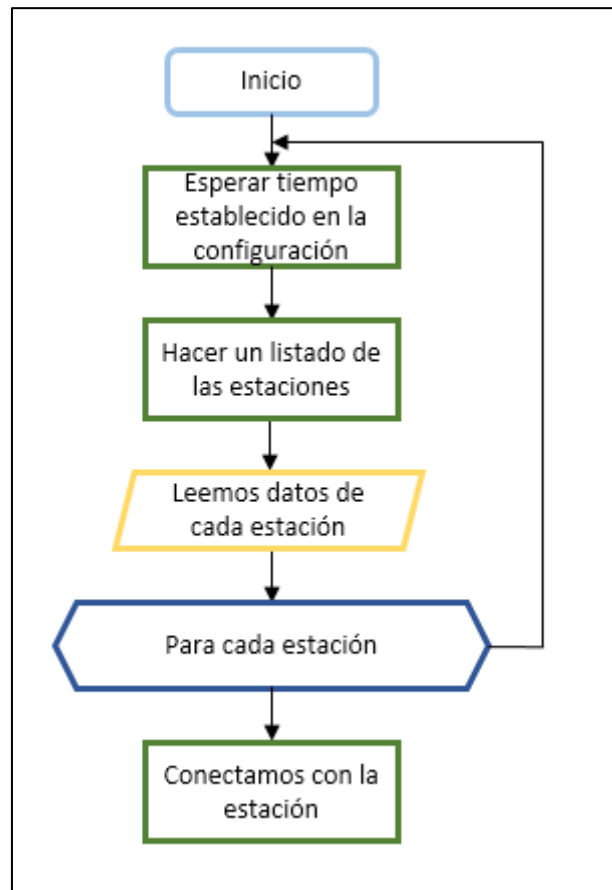 Inicio
Esperar tiempo
establecido en la
configuración
Hacer un listado de
las estaciones
Leemos datos de
cada estación
Para cada estación
Conectamos con la
estación